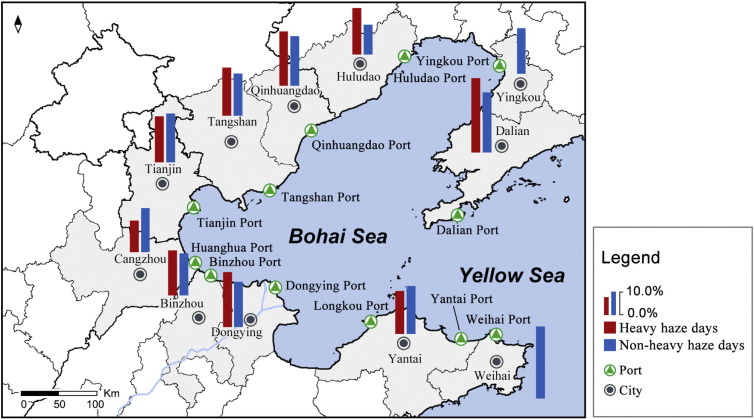 Yingkou Port
Huludao
Huludao Port
Qinhuangdao
Yingkou
Tangshan
Dalian
Qinhuangdao Port
Tianjin
Tangshan Port
Tianjin Port
Dalian Port
Bohai Sea
Huanghua Port
Cangzhou
Binzhou Port
Yellow Sea
Dongying Port
Binzhou
Longkou Port
Yantai Port
Weihai Port
Dongying
Yantai
Weihai
Km
0 50 100
Legend
10.0%
0.0%
Heavy haze days
Non-heavy haze days
Port
City